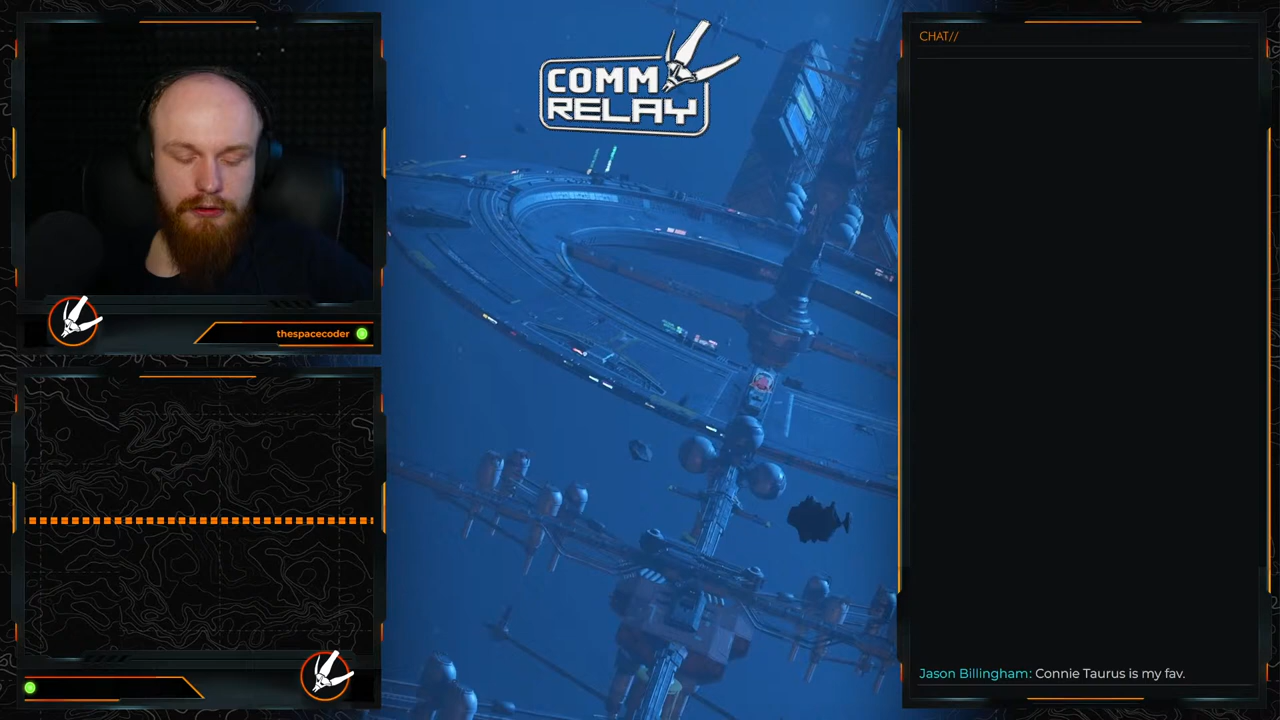 COMM
RELAY
CHAT//
thespacecoder
Jason Billingham: Connie Taurus is my fav.